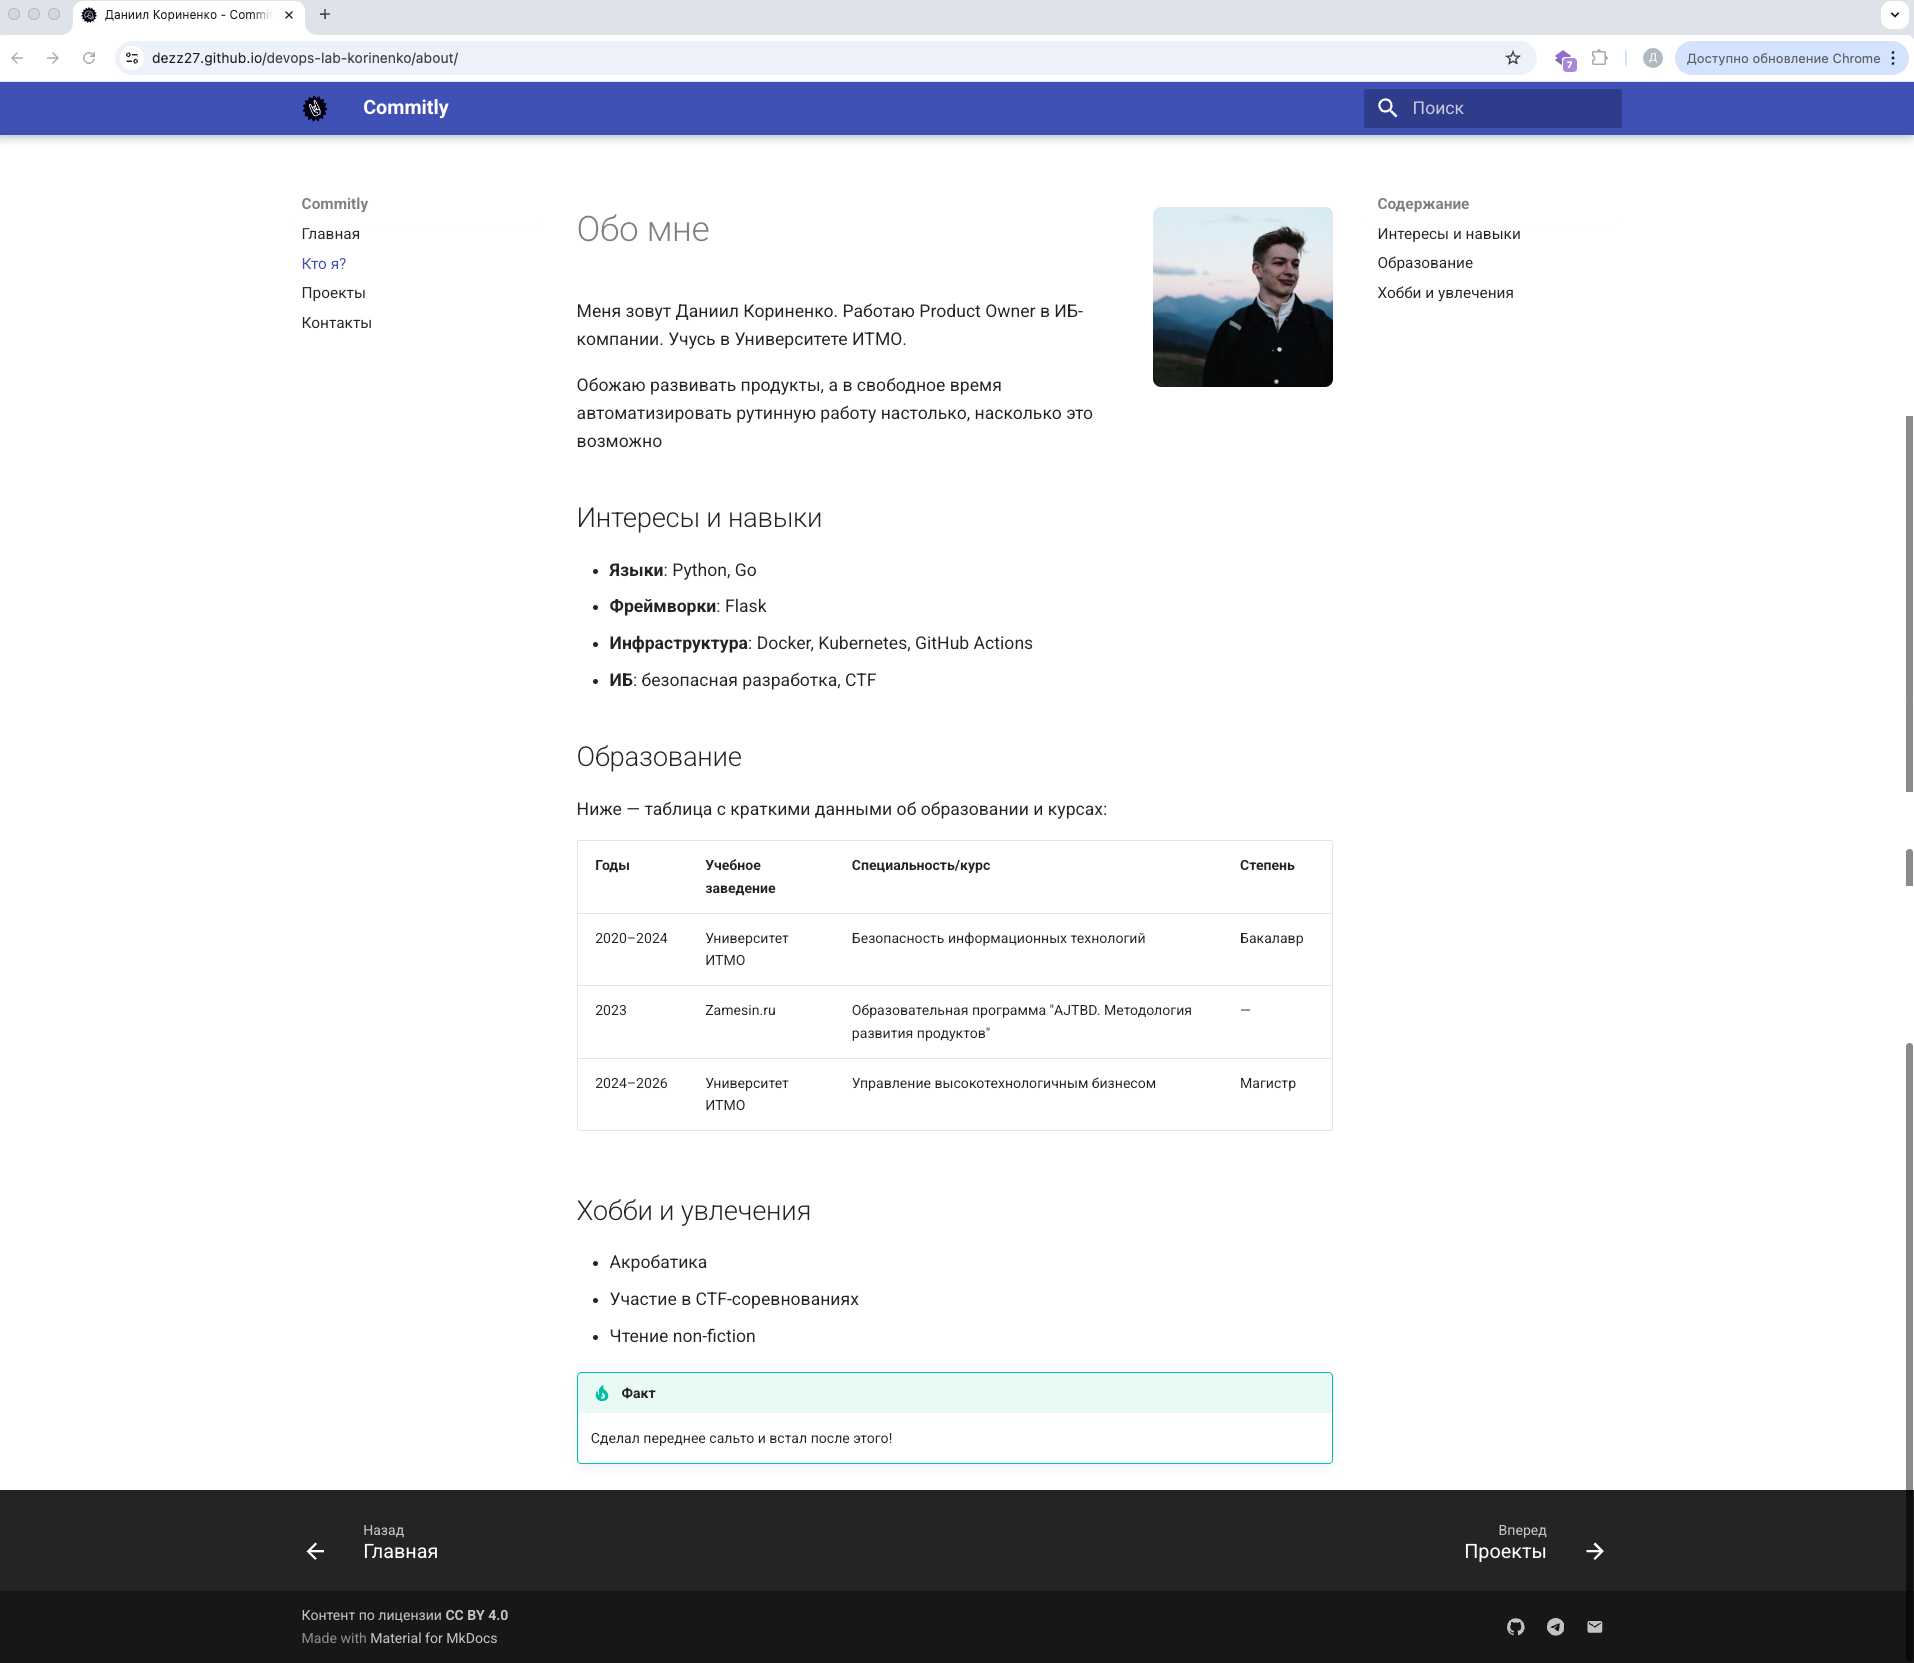 Даниил Кориненко - Commi
dezz27.github.io/devops-lab-korinenko/about/
7
Д
Доступно обновление Chrome
Commitly
Поиск
Commitly
Главная
Кто я?
Проекты
Контакты
Обо мне
Меня зовут Даниил Кориненко. Работаю Product Owner в ИБ-
компании. Учусь в Университете ИТМО.
Обожаю развивать продукты, а в свободное время
автоматизировать рутинную работу настолько, насколько это
возможно
Содержание
Интересы и навыки
Образование
Хобби и увлечения
Интересы и навыки
• Языки: Python, Go
• Фреймворки: Flask
• Инфраструктура: Docker, Kubernetes, GitHub Actions
• ИБ: безопасная разработка, CTF
Образование
Ниже — таблица с краткими данными об образовании и курсах:
Годы Учебное заведение Специальность/курс Степень
2020–2024 Университет ИТМО Безопасность информационных технологий Бакалавр
2023 Zamesin.ru Образовательная программа "AJTBD. Методология развития продуктов" —
2024–2026 Университет ИТМО Управление высокотехнологичным бизнесом Магистр
Хобби и увлечения
• Акробатика
• Участие в CTF-соревнованиях
• Чтение non-fiction
Факт
Сделал переднее сальто и встал после этого!
Назад
Главная
Вперед
Проекты
Контент по лицензии CC BY 4.0
Made with Material for MkDocs